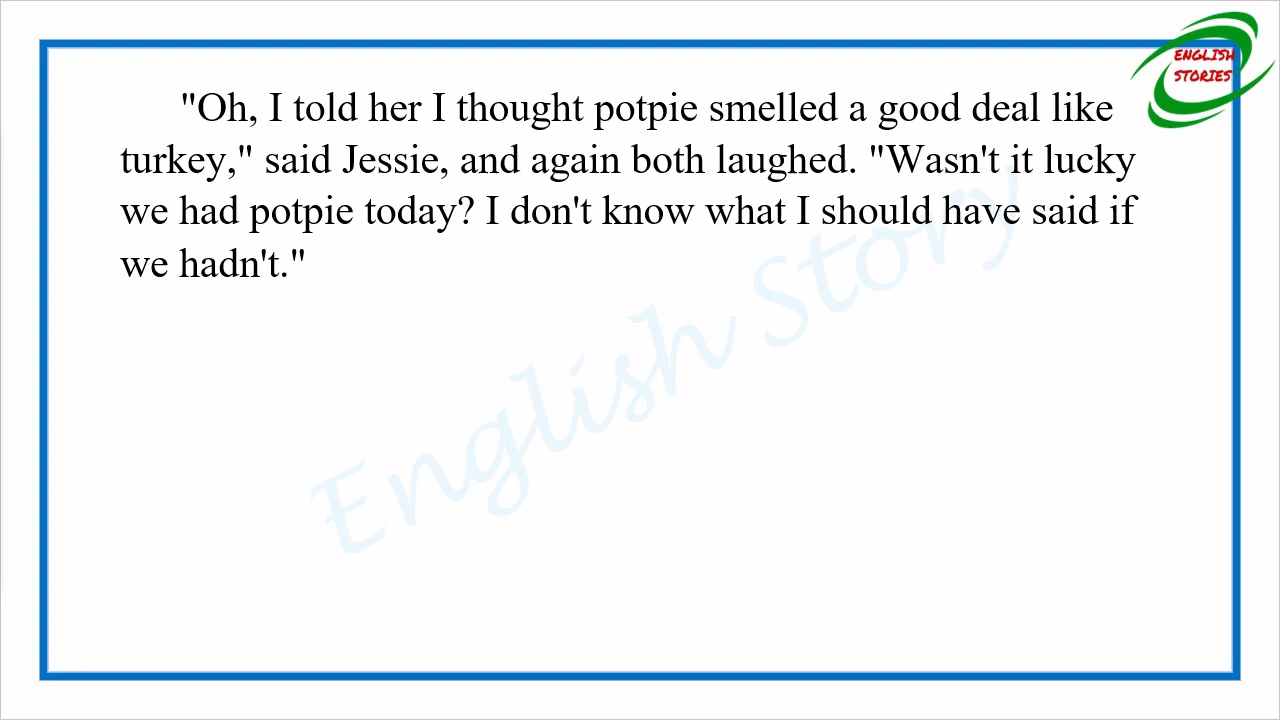 ENGLISH
STORIES
"Oh, I told her I thought potpie smelled a good deal like
turkey," said Jessie, and again both laughed. "Wasn't it lucky
we had potpie today? I don't know what I should have said if
we hadn't."
English Story